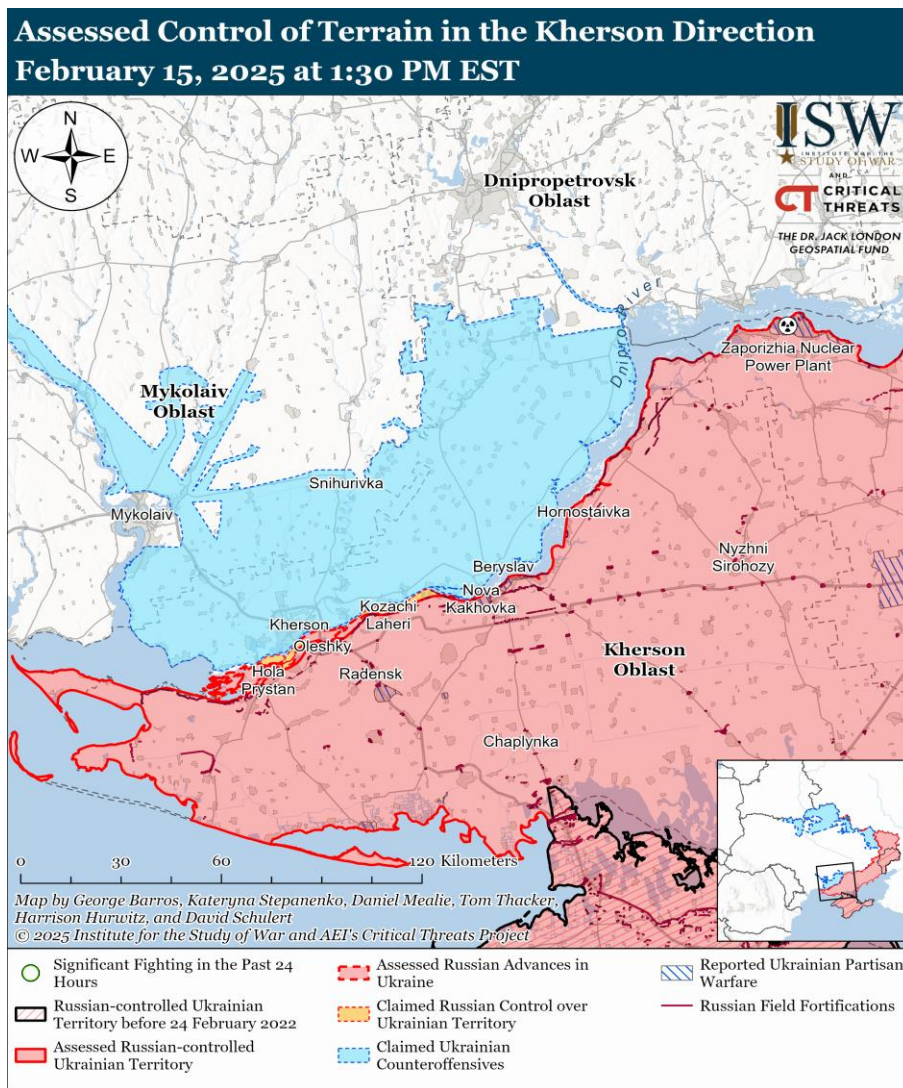 Assessed Control of Terrain in the Kherson Direction
February 15, 2025 at 1:30 PM EST
N
W
E
S
ISW
INSTITUTE FOR THE
STUDY OF WAR
AND
CT CRITICAL
THREATS
THE DR. JACK LONDON
GEOSPATIAL FUND
Dnipropetrovsk
Oblast
Dnipro River
Zaporizhia Nuclear
Power Plant
Mykolaiv
Oblast
Snihurivka
Mykolaiv
Hornostaivka
Nyzhni
Sirohozy
Beryslav
Nova
Kakhovka
Kozachi
Laheri
Kherson
Oleshky
Kherson
Oblast
Hola
Prystan
Radensk
Chaplynka
0 30 60 120 Kilometers
Map by George Barros, Kateryna Stepanenko, Daniel Mealie, Tom Thacker,
Harrison Hurwitz, and David Schulert
© 2025 Institute for the Study of War and AEI's Critical Threats Project
Significant Fighting in the Past 24
Hours
Russian-controlled Ukrainian
Territory before 24 February 2022
Assessed Russian-controlled
Ukrainian Territory
Assessed Russian Advances in
Ukraine
Claimed Russian Control over
Ukrainian Territory
Claimed Ukrainian
Counteroffensives
Reported Ukrainian Partisan
Warfare
Russian Field Fortifications